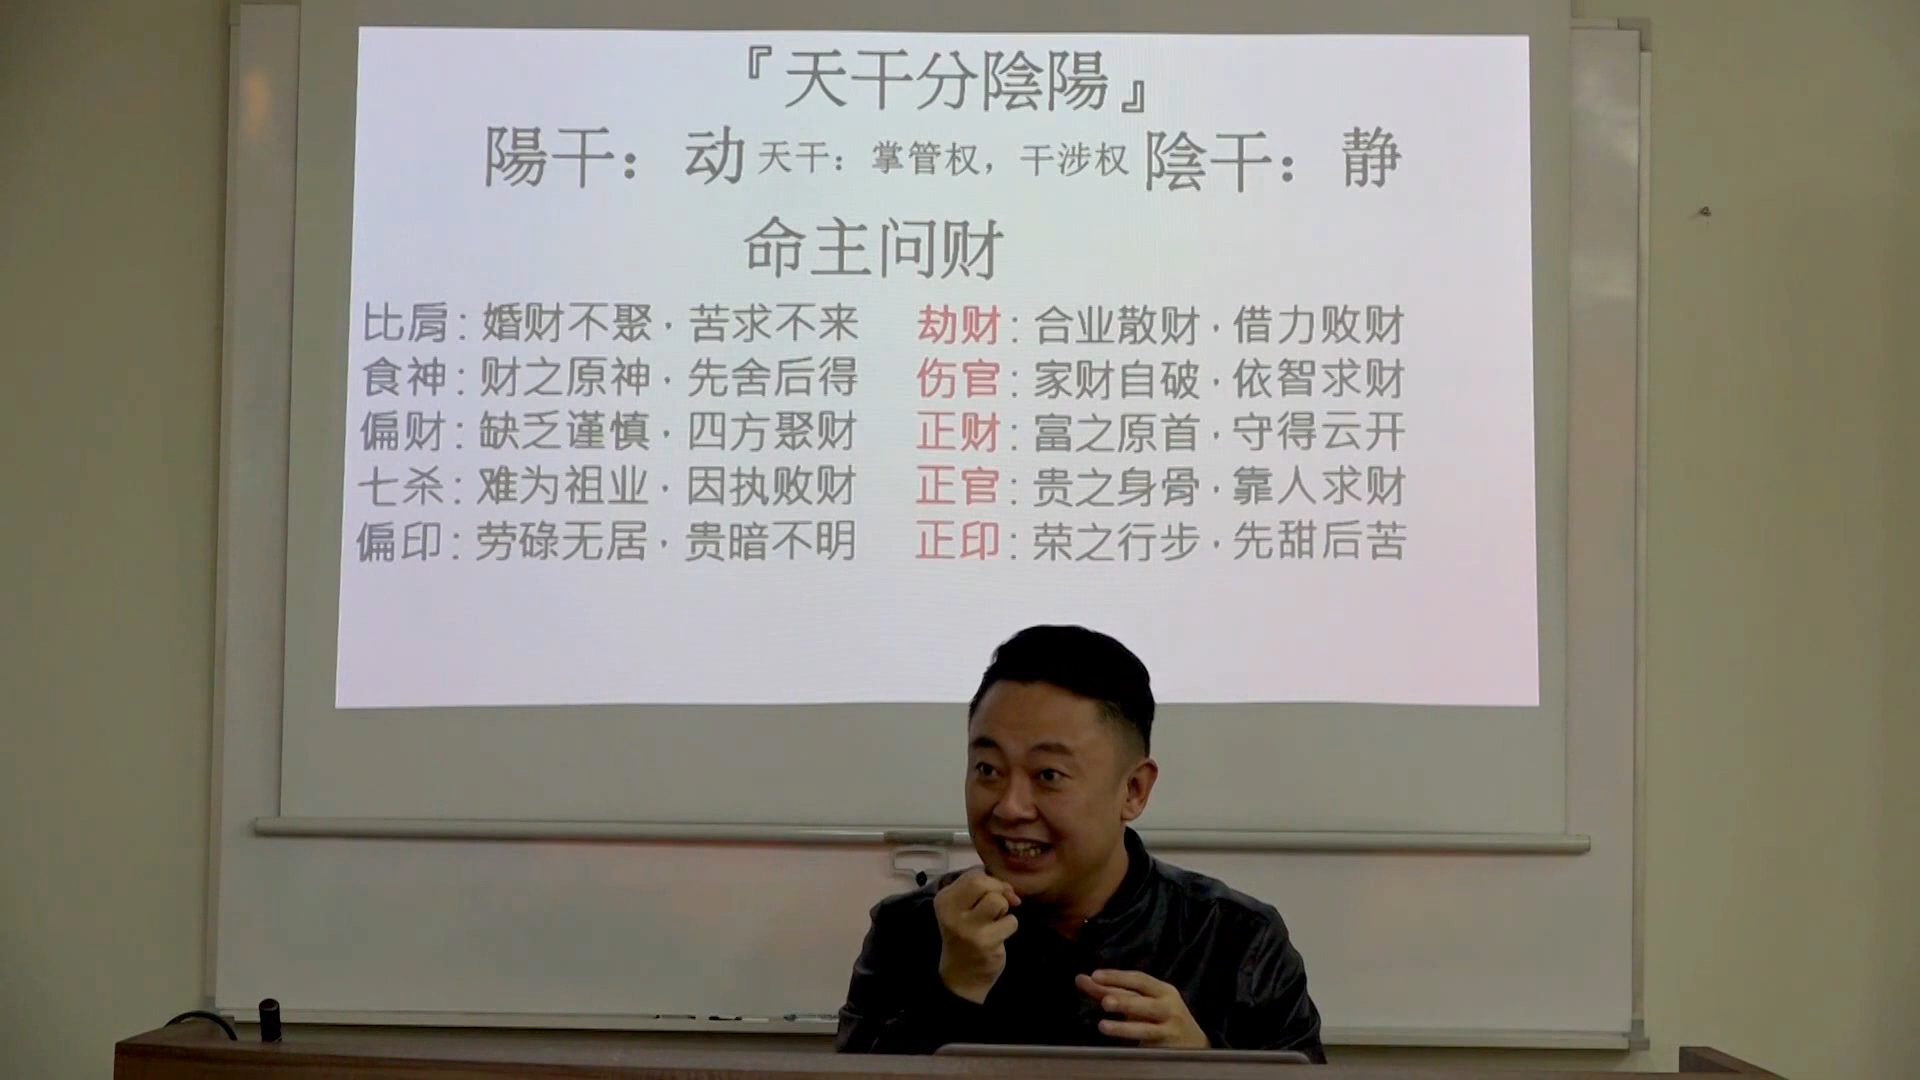 『天干分陰陽』
陽干：动 天干：掌管权，干涉权 陰干：静
命主问财
比肩：婚财不聚·苦求不来 劫财：合业散财·借力败财
食神：财之原神·先舍后得 伤官：家财自破·依智求财
偏财：缺乏谨慎·四方聚财 正财：富之原首·守得云开
七杀：难为祖业·因执败财 正官：贵之身骨·靠人求财
偏印：劳碌无居·贵暗不明 正印：荣之行步·先甜后苦